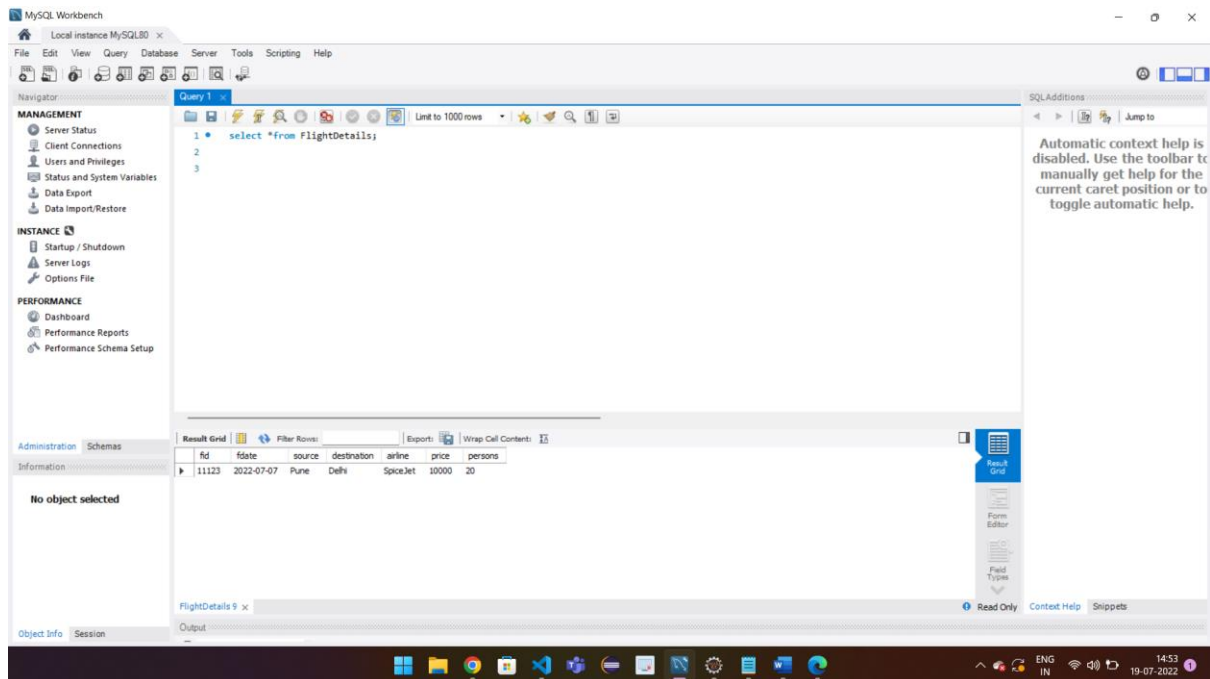 MySQL Workbench
Local instance MySQL80
File Edit View Query Database Server Tools Scripting Help
Navigator
MANAGEMENT
Server Status
Client Connections
Users and Privileges
Status and System Variables
Data Export
Data Import/Restore
INSTANCE
Startup / Shutdown
Server Logs
Options File
PERFORMANCE
Dashboard
Performance Reports
Performance Schema Setup
Administration Schemas
Information
No object selected
Object Info Session
Query 1
Limit to 1000 rows
1 select *from FlightDetails;
2
3
Result Grid Filter Rows: Export: Wrap Cell Content:
fid fdate source destination airline price persons
11123 2022-07-07 Pune Delhi SpiceJet 10000 20
Result
Grid
Form
Editor
Field
Types
FlightDetails 9 Read Only
Output
SQLAdditions
Jump to
Automatic context help is
disabled. Use the toolbar to
manually get help for the
current caret position or to
toggle automatic help.
Context Help Snippets
ENG
IN
14:53
19-07-2022
1